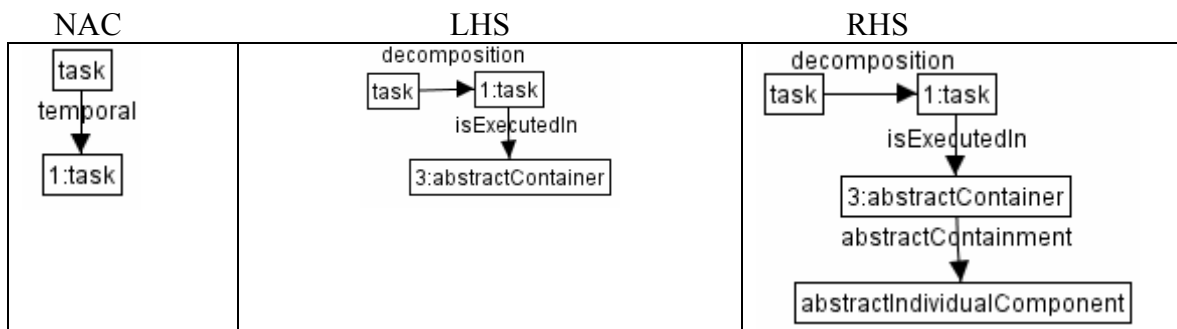 NAC LHS RHS
task
temporal
1:task
decomposition
task 1:task
isExecutedIn
3:abstractContainer
decomposition
task 1:task
isExecutedIn
3:abstractContainer
abstractContainment
abstractIndividualComponent